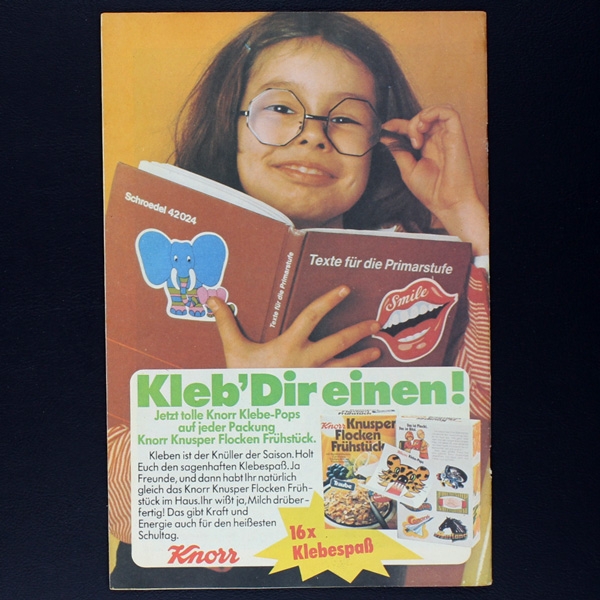 Schroedel 42024
Texte für die Primarstufe
Texte für die Primarstufe
Smile
Kleb'Dir einen!
Jetzt tolle Knorr Klebe-Pops
auf jeder Packung
Knorr Knusper Flocken Frühstück.
Kleben ist der Knüller der Saison. Holt
Euch den sagenhaften Klebespaß. Ja
Freunde, und dann habt Ihr natürlich
gleich das Knorr Knusper Flocken Früh-
stück im Haus. Ihr wißt ja, Milch drüber-
fertig! Das gibt Kraft und
Energie auch für den heißesten
Schultag.
Knorr
16x
Klebespaß
Knorr Knusper
Flocken
Frühstück